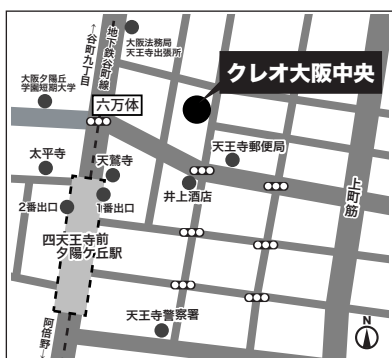 ↑谷町九丁目
地下鉄谷町線
大阪法務局
天王寺出張所
クレオ大阪中央
大阪夕陽丘
学園短期大学
六万体
太平寺
天鷲寺
天王寺郵便局
井上酒店
上町筋
2番出口
1番出口
四天王寺前
夕陽ケ丘駅
天王寺警察署
阿倍野↓
N